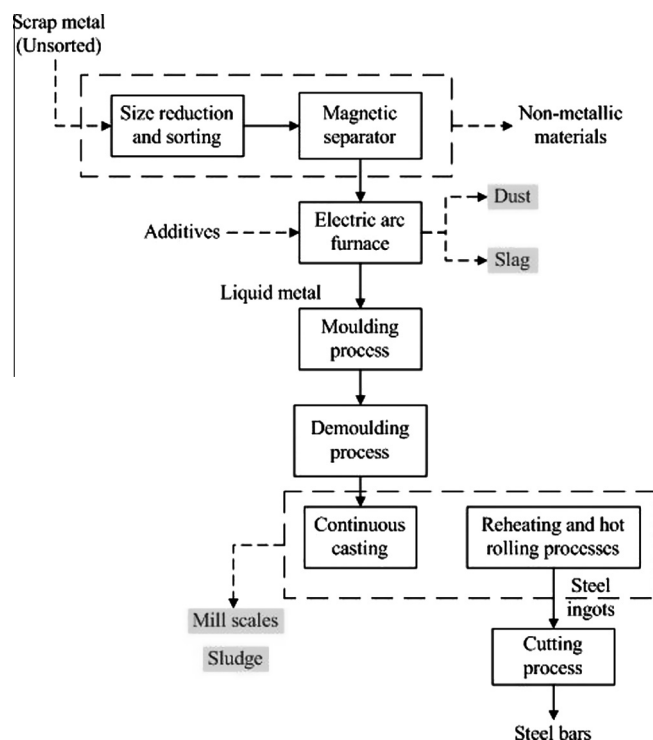 Scrap metal
(Unsorted)
Size reduction
and sorting
Magnetic
separator
Non-metallic
materials
Dust
Additives
Electric arc
furnace
Slag
Liquid metal
Moulding
process
Demoulding
process
Continuous
casting
Reheating and hot
rolling processes
Steel
ingots
Mill scales
Sludge
Cutting
process
Steel bars